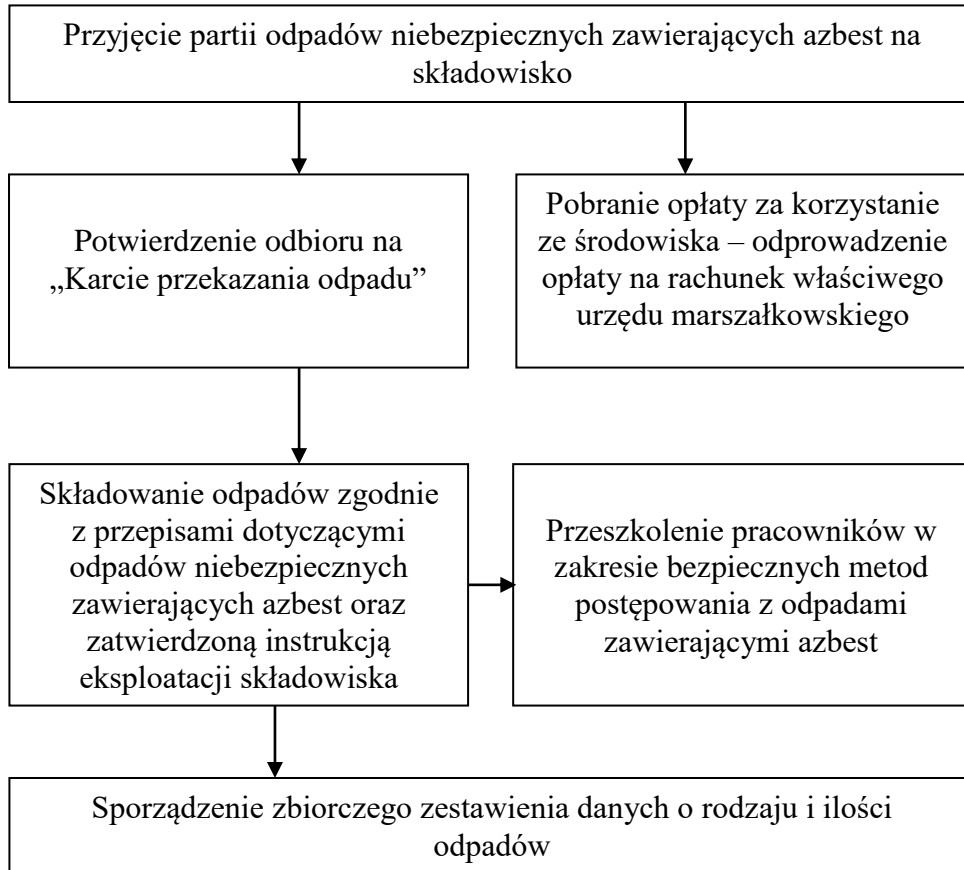 Przyjęcie partii odpadów niebezpiecznych zawierających azbest na
składowisko
Potwierdzenie odbioru na
„Karcie przekazania odpadu”
Pobranie opłaty za korzystanie
ze środowiska – odprowadzenie
opłaty na rachunek właściwego
urzędu marszałkowskiego
Składowanie odpadów zgodnie
z przepisami dotyczącymi
odpadów niebezpiecznych
zawierających azbest oraz
zatwierdzoną instrukcją
eksploatacji składowiska
Przeszkolenie pracowników w
zakresie bezpiecznych metod
postępowania z odpadami
zawierającymi azbest
Sporządzenie zbiorczego zestawienia danych o rodzaju i ilości
odpadów